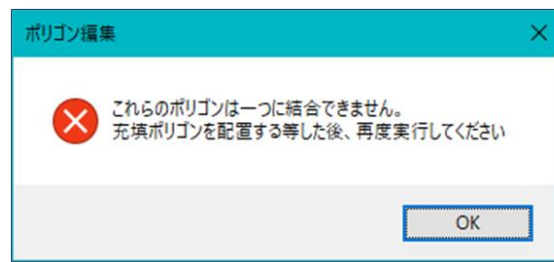 ポリゴン編集
これらのポリゴンは一つに結合できません。
充填ポリゴンを配置する等した後、再度実行してください
OK